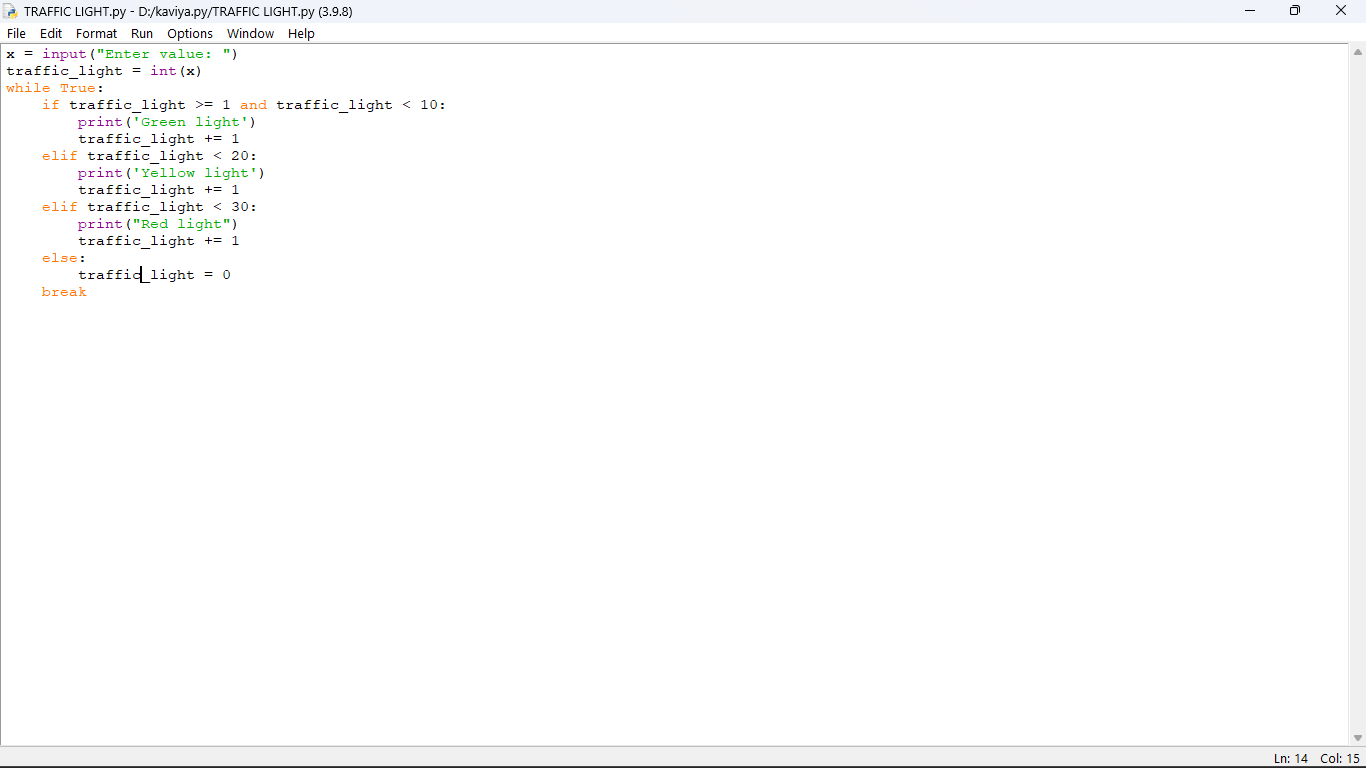 TRAFFIC LIGHT.py - D:/kaviya.py/TRAFFIC LIGHT.py (3.9.8)
File Edit Format Run Options Window Help
x = input("Enter value: ")
traffic_light = int(x)
while True:
    if traffic_light >= 1 and traffic_light < 10:
        print('Green light')
        traffic_light += 1
    elif traffic_light < 20:
        print('Yellow light')
        traffic_light += 1
    elif traffic_light < 30:
        print("Red light")
        traffic_light += 1
    else:
        traffic_light = 0
    break
Ln: 14 Col: 15